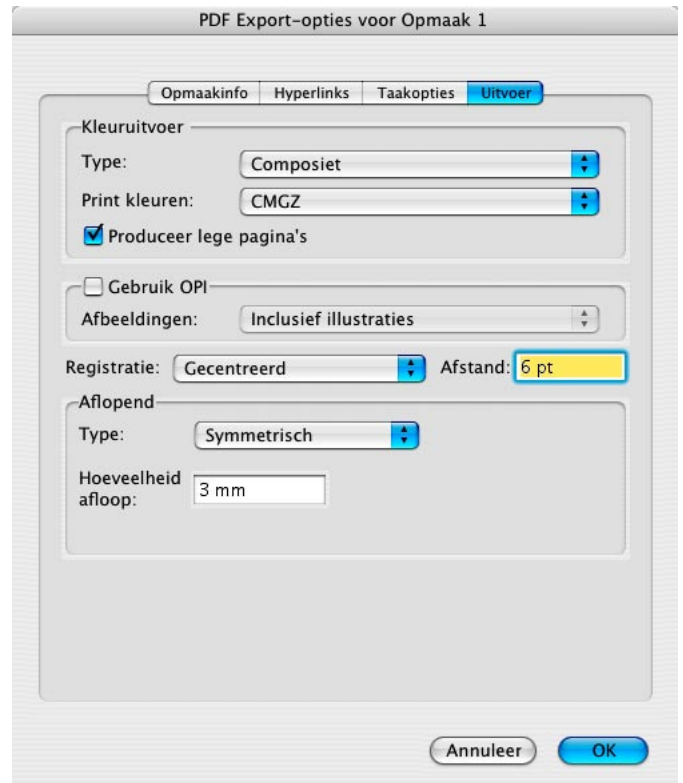 PDF Export-opties voor Opmaak 1
Opmaakinfo Hyperlinks Taakopties Uitvoer
Kleuruitvoer
Type: Composiet
Print kleuren: CMGZ
Produceer lege pagina's
Gebruik OPI
Afbeeldingen: Inclusief illustraties
Registratie: Gecentreerd Afstand: 6 pt
Aflopend
Type: Symmetrisch
Hoeveelheid
afloop: 3 mm
Annuleer OK